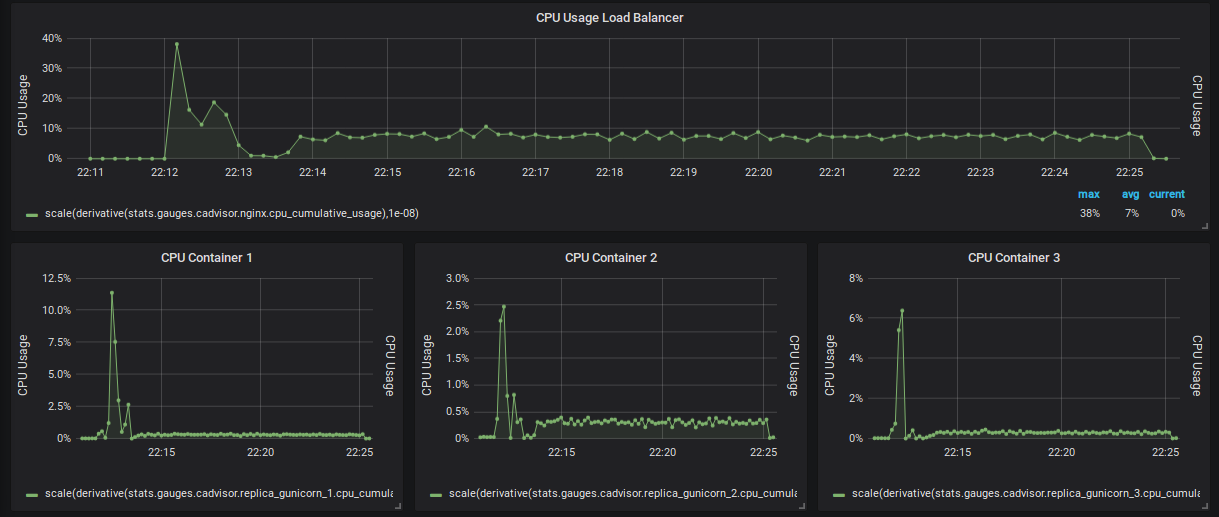 CPU Usage Load Balancer
CPU Usage
40%
30%
20%
10%
0%
22:11 22:12 22:13 22:14 22:15 22:16 22:17 22:18 22:19 22:20 22:21 22:22 22:23 22:24 22:25
CPU Usage
max avg current
scale(derivative(stats.gauges.cadvisor.nginx.cpu_cumulative_usage),1e-08) 38% 7% 0%
CPU Container 1
CPU Usage
12.5%
10.0%
7.5%
5.0%
2.5%
0%
22:15 22:20 22:25
CPU Usage
scale(derivative(stats.gauges.cadvisor.replica_gunicorn_1.cpu_cumula
CPU Container 2
CPU Usage
3.0%
2.5%
2.0%
1.5%
1.0%
0.5%
0%
22:15 22:20 22:25
CPU Usage
scale(derivative(stats.gauges.cadvisor.replica_gunicorn_2.cpu_cumula
CPU Container 3
CPU Usage
8%
6%
4%
2%
0%
22:15 22:20 22:25
CPU Usage
scale(derivative(stats.gauges.cadvisor.replica_gunicorn_3.cpu_cumula